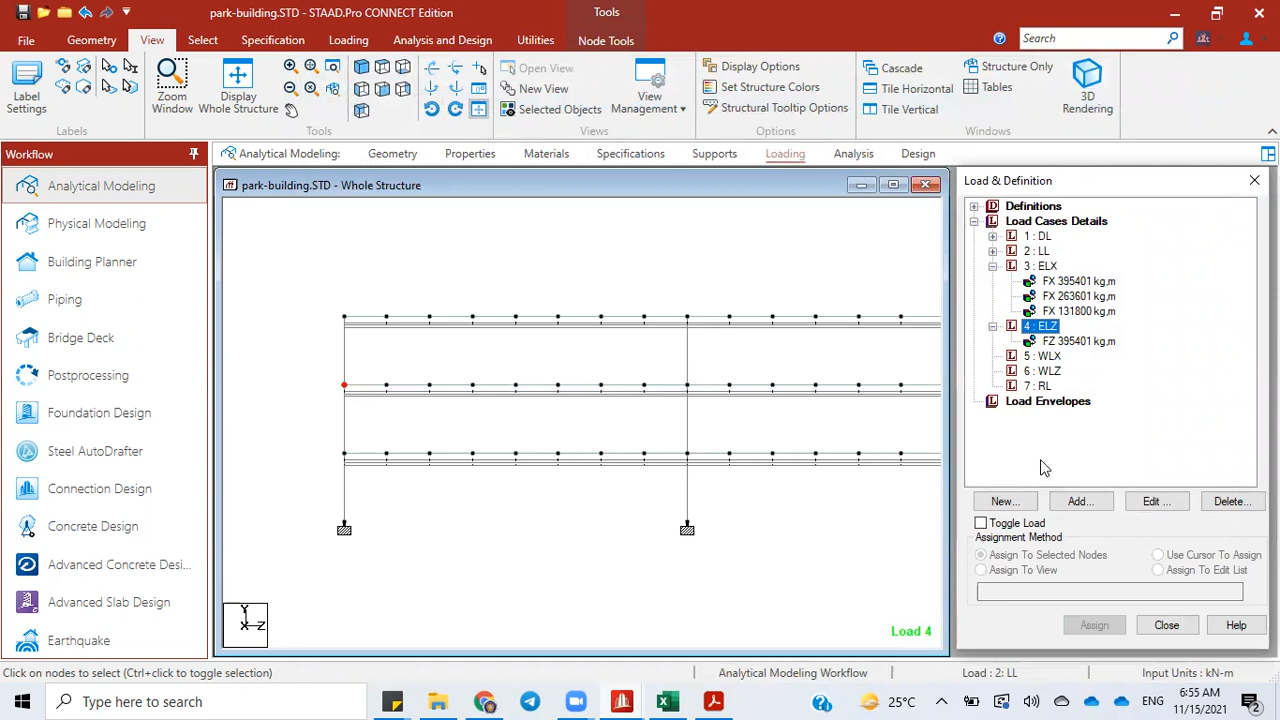 park-building.STD - STAAD.Pro CONNECT Edition
Tools
File
Geometry
View
Select
Specification
Loading
Analysis and Design
Utilities
Node Tools
Search
Label Settings
Labels
Zoom Window
Display Whole Structure
Tools
Open View
New View
Selected Objects
View Management
Views
Display Options
Set Structure Colors
Structural Tooltip Options
Options
Cascade
Tile Horizontal
Tile Vertical
Structure Only
Tables
Windows
3D Rendering
Workflow
Analytical Modeling:
Geometry
Properties
Materials
Specifications
Supports
Loading
Analysis
Design
Analytical Modeling
Physical Modeling
Building Planner
Piping
Bridge Deck
Postprocessing
Foundation Design
Steel AutoDrafter
Connection Design
Concrete Design
Advanced Concrete Desi...
Advanced Slab Design
Earthquake
park-building.STD - Whole Structure
Y
X
Z
Load 4
Load & Definition
Definitions
Load Cases Details
1 : DL
2 : LL
3 : ELX
FX 395401 kg,m
FX 263601 kg,m
FX 131800 kg,m
4 : ELZ
FZ 395401 kg,m
5 : WLX
6 : WLZ
7 : RL
Load Envelopes
New...
Add...
Edit ...
Delete...
Toggle Load
Assignment Method
Assign To Selected Nodes
Use Cursor To Assign
Assign To View
Assign To Edit List
Assign
Close
Help
Click on nodes to select (Ctrl+click to toggle selection)
Analytical Modeling Workflow
Load : 2: LL
Input Units : kN-m
Type here to search
25°C
ENG
6:55 AM
11/15/2021
2